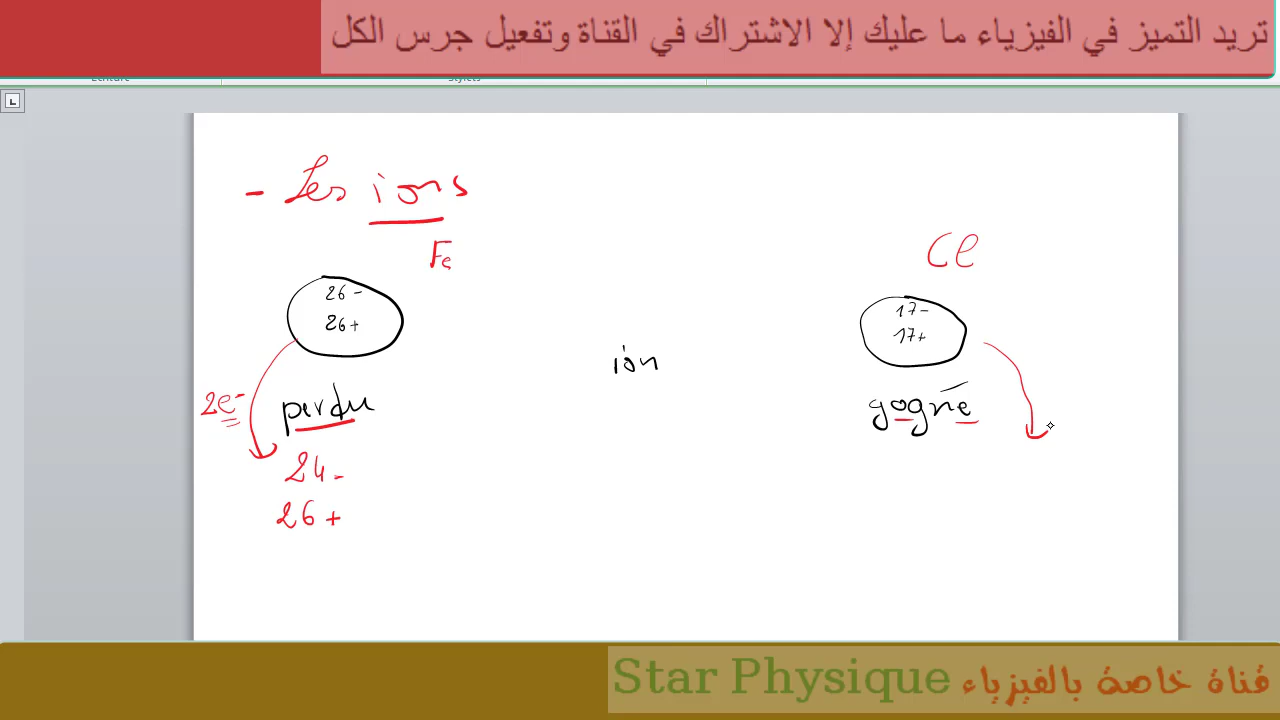 تريد التميز في الفيزياء ما عليك إلا الاشتراك في القناة وتفعيل جرس الكل
- Les ions
Fe
26-
26+
2e-
perdu
24-
26+
ion
Cl
17-
17+
gogné
Star Physique قناة خاصة بالفيزياء